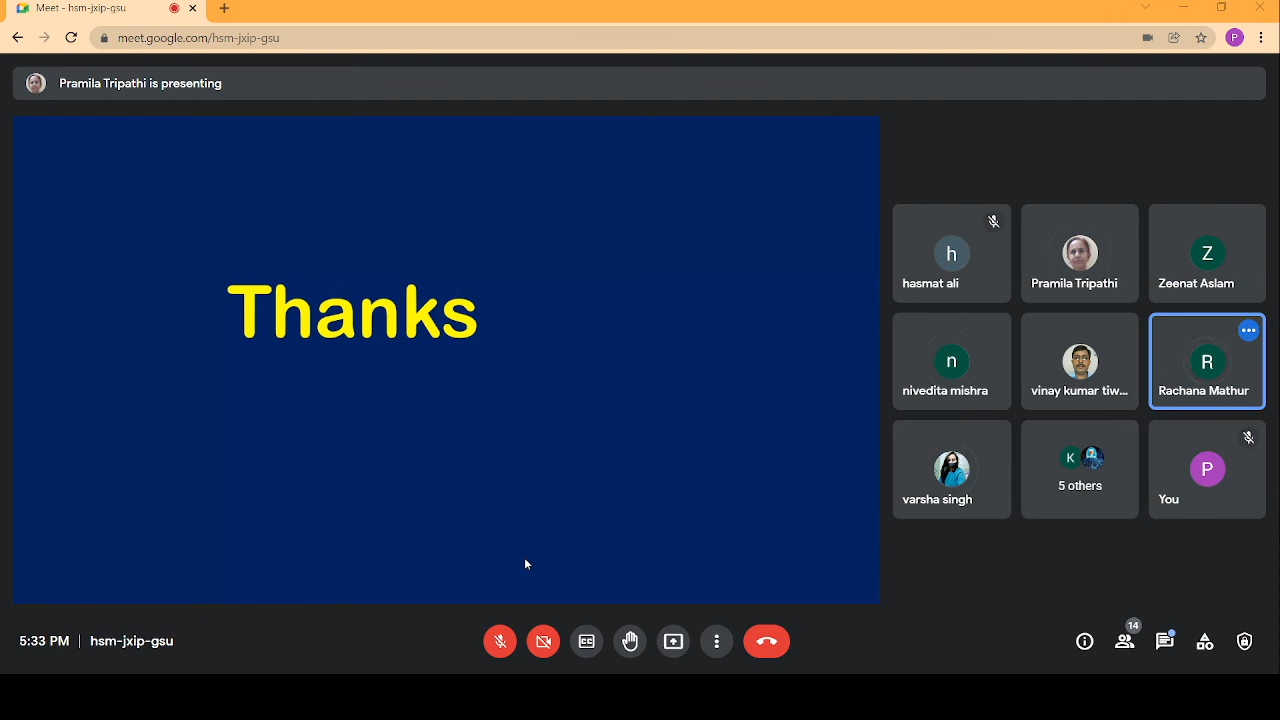 Meet - hsm-jxip-gsu
meet.google.com/hsm-jxip-gsu
P
Pramila Tripathi is presenting
Thanks
h
hasmat ali
Pramila Tripathi
Z
Zeenat Aslam
n
nivedita mishra
vinay kumar tiw...
R
Rachana Mathur
varsha singh
K
5 others
P
You
5:33 PM
hsm-jxip-gsu
CC
14